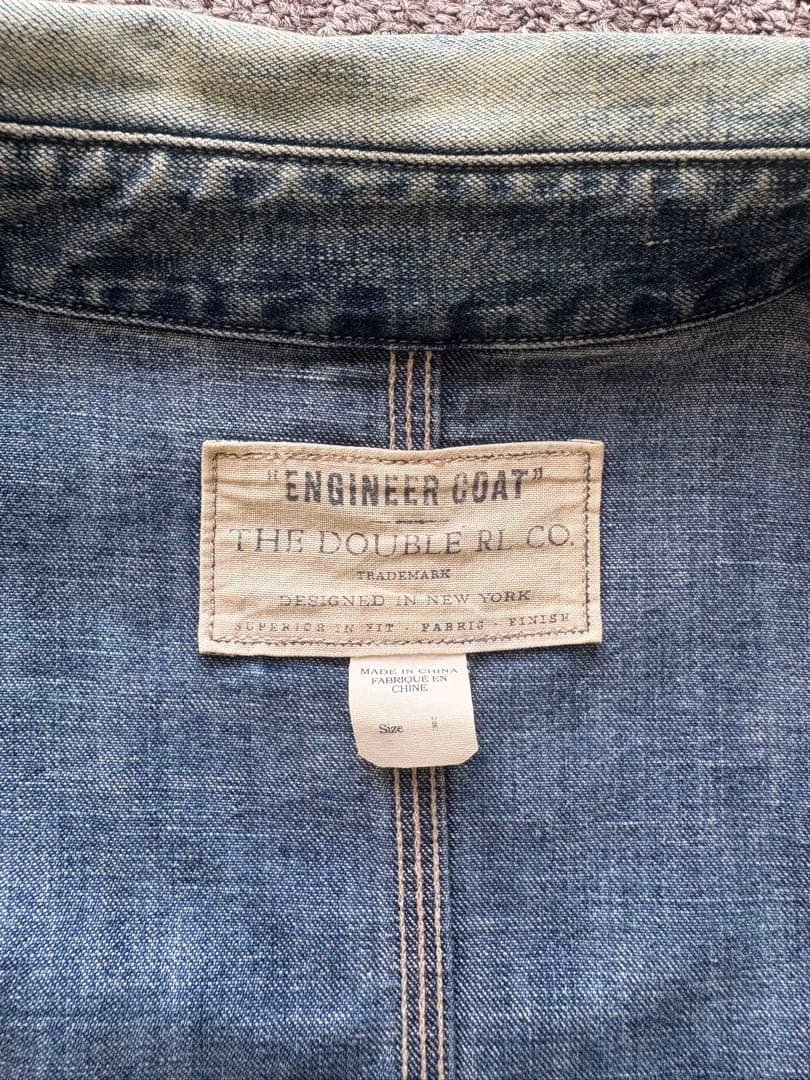 "ENGINEER COAT"
THE DOUBLE RL CO.
TRADEMARK
DESIGNED IN NEW YORK
SUPERIOR IN FIT - FABRIC - FINISH
MADE IN CHINA
FABRIQUÉ EN
CHINE
Size